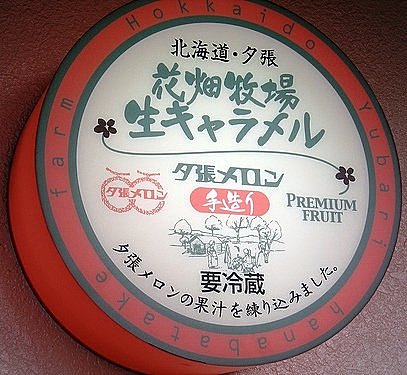 Hokkaido Yubari hanabatake farm
北海道・夕張
花畑牧場
生キャラメル
夕張メロン
夕張メロン
手造り
PREMIUM
FRUIT
要冷蔵
夕張メロンの果汁を練り込みました。